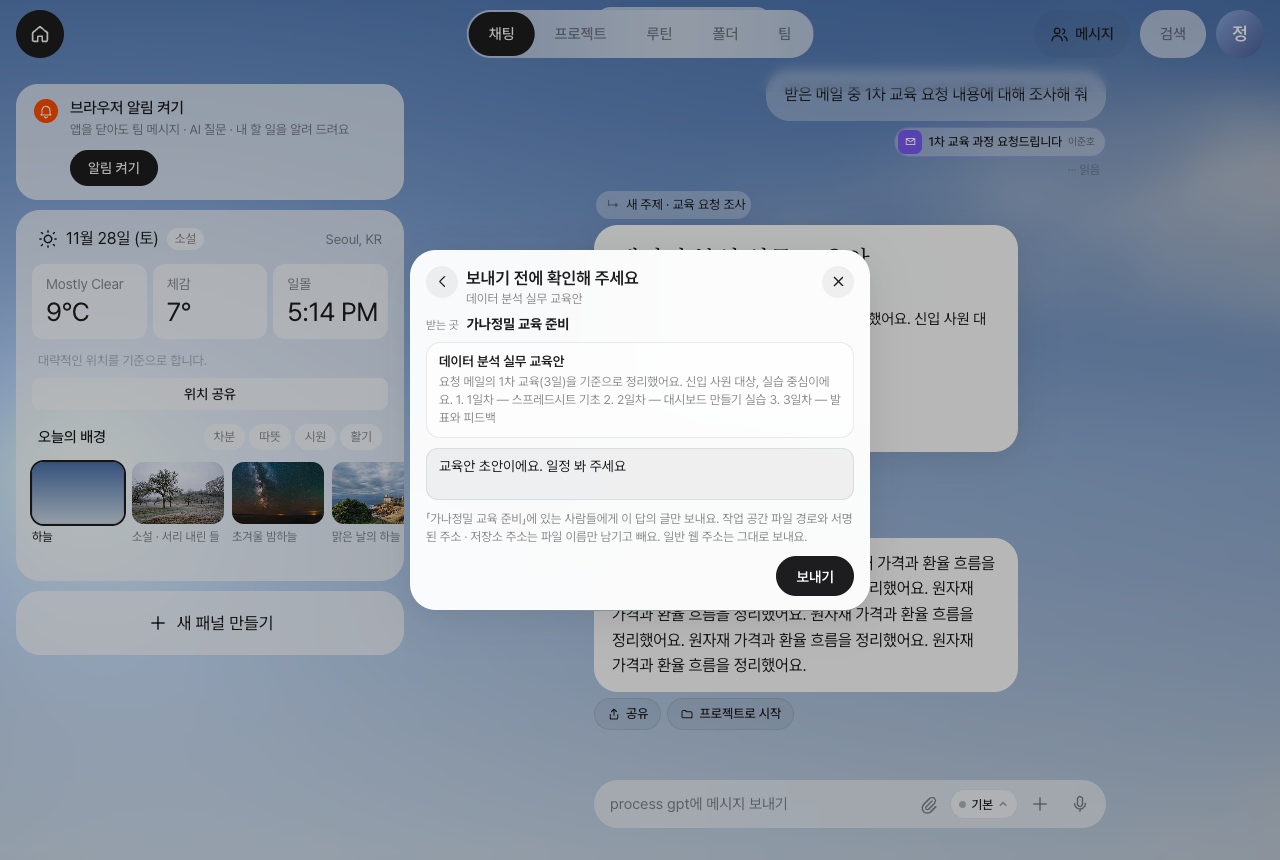 채팅
프로젝트
루틴
폴더
팀
메시지
검색
정
브라우저 알림 켜기
앱을 닫아도 팀 메시지 · AI 질문 · 내 할 일을 알려 드려요
알림 켜기
11월 28일 (토)
소설
Seoul, KR
Mostly Clear
9°C
체감
7°
일몰
5:14 PM
대략적인 위치를 기준으로 합니다.
위치 공유
오늘의 배경
차분
따뜻
시원
활기
하늘
소설 · 서리 내린 들
초겨울 밤하늘
맑은 날의 하늘
새 패널 만들기
받은 메일 중 1차 교육 요청 내용에 대해 조사해 줘
1차 교육 과정 요청드립니다 이준호
읽음
새 주제 · 교육 요청 조사
했어요. 신입 사원 대
보내기 전에 확인해 주세요
데이터 분석 실무 교육안
받는 곳 가나정밀 교육 준비
데이터 분석 실무 교육안
요청 메일의 1차 교육(3일)을 기준으로 정리했어요. 신입 사원 대상, 실습 중심이에
요. 1. 1일차 — 스프레드시트 기초 2. 2일차 — 대시보드 만들기 실습 3. 3일차 — 발
표와 피드백
교육안 초안이에요. 일정 봐 주세요
「가나정밀 교육 준비」에 있는 사람들에게 이 답의 글만 보내요. 작업 공간 파일 경로와 서명
된 주소 · 저장소 주소는 파일 이름만 남기고 빼요. 일반 웹 주소는 그대로 보내요.
보내기
가격과 환율 흐름을
리했어요. 원자재
가격과 환율 흐름을 정리했어요. 원자재 가격과 환율 흐름을
정리했어요. 원자재 가격과 환율 흐름을 정리했어요. 원자재
가격과 환율 흐름을 정리했어요.
공유
프로젝트로 시작
process gpt에 메시지 보내기
기본